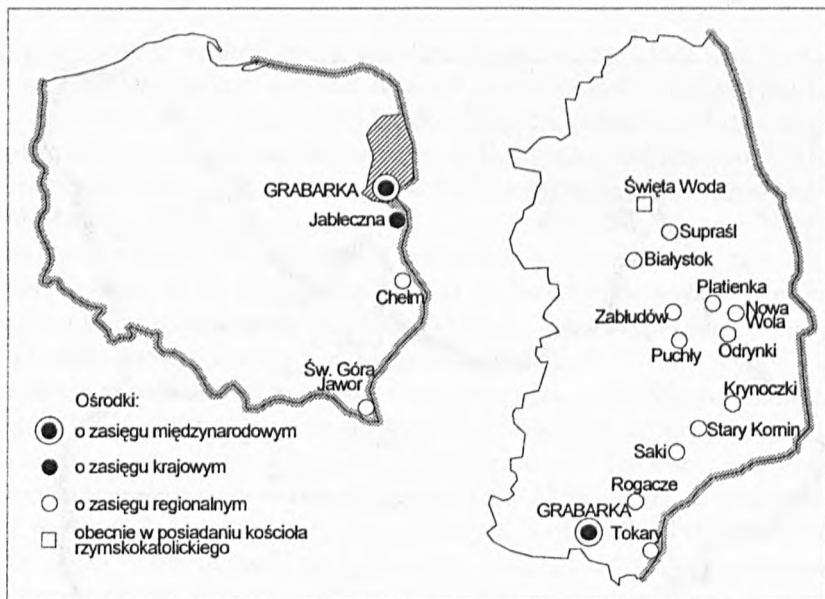 GRABARKA
Jabłeczna
Chełm
Św. Góra
Jawor
Ośrodki:
o zasięgu międzynarodowym
o zasięgu krajowym
o zasięgu regionalnym
obecnie w posiadaniu kościoła
rzymskokatolickiego
Święta Woda
Supraśl
Białystok
Platienka
Zabłudów
Nowa
Wola
Puchły
Odrynki
Krynoczki
Stary Kornin
Saki
Rogacze
GRABARKA
Tokary